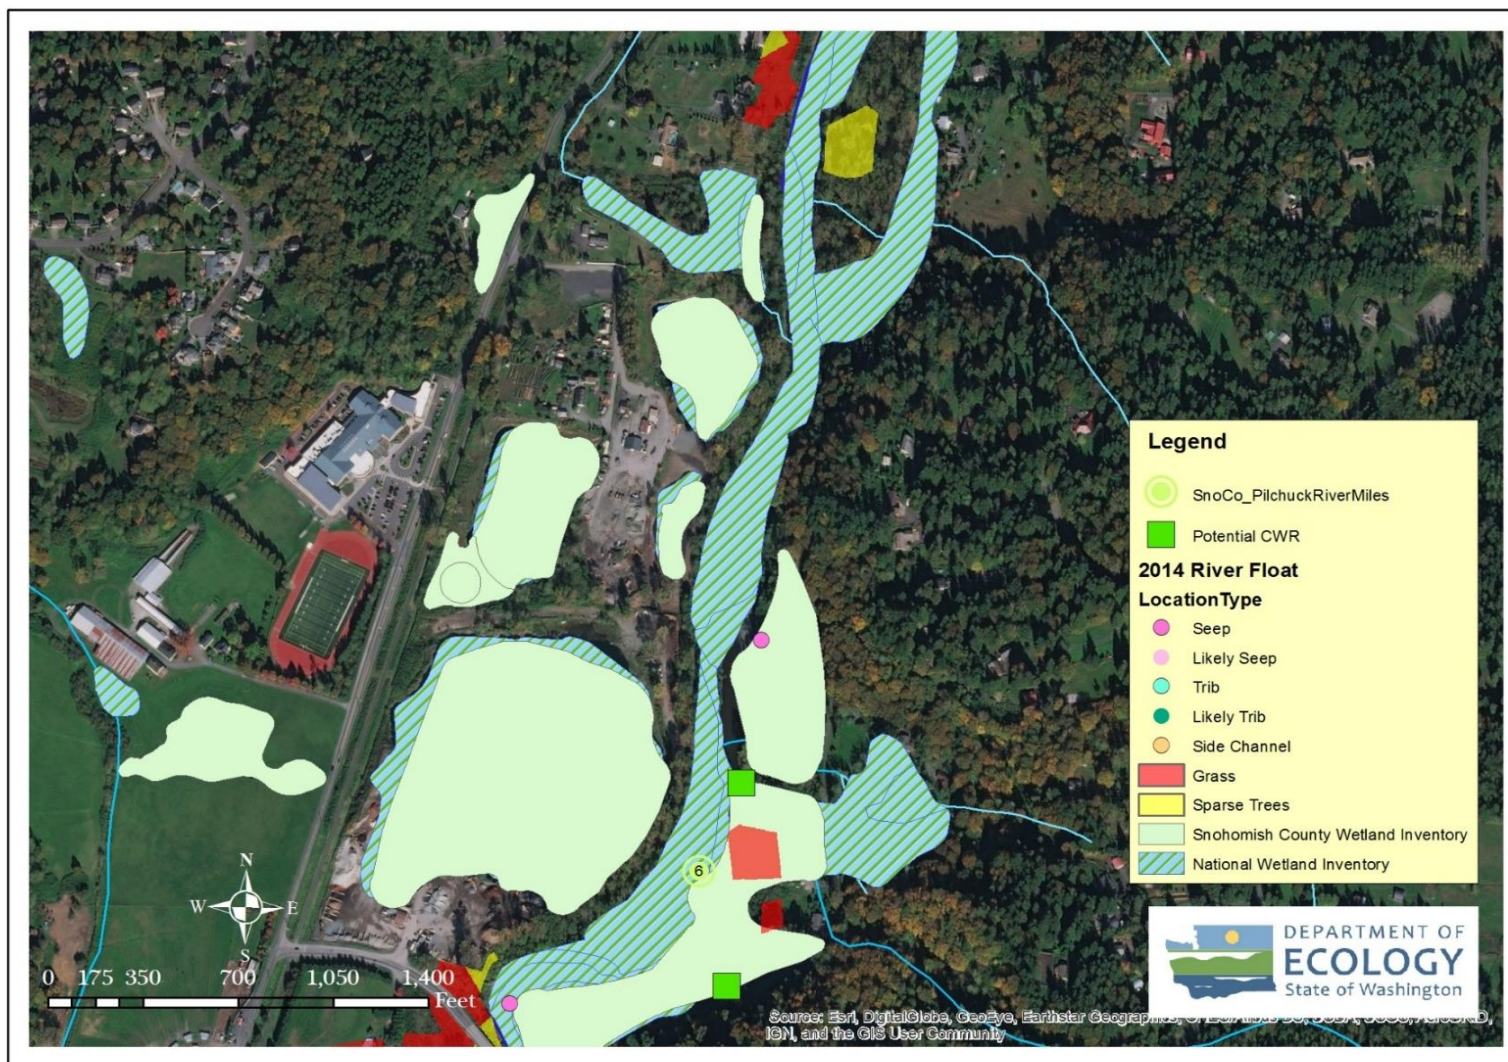 Legend
SnoCo_PilchuckRiverMiles
Potential CWR
2014 River Float
LocationType
Seep
Likely Seep
Trib
Likely Trib
Side Channel
Grass
Sparse Trees
Snohomish County Wetland Inventory
National Wetland Inventory
6
N
W E
S
0 175 350 700 1,050 1,400
Feet
DEPARTMENT OF
ECOLOGY
State of Washington
Source: Esri, DigitalGlobe, GeoEye, Earthstar Geographics,
IGN, and the GIS User Community